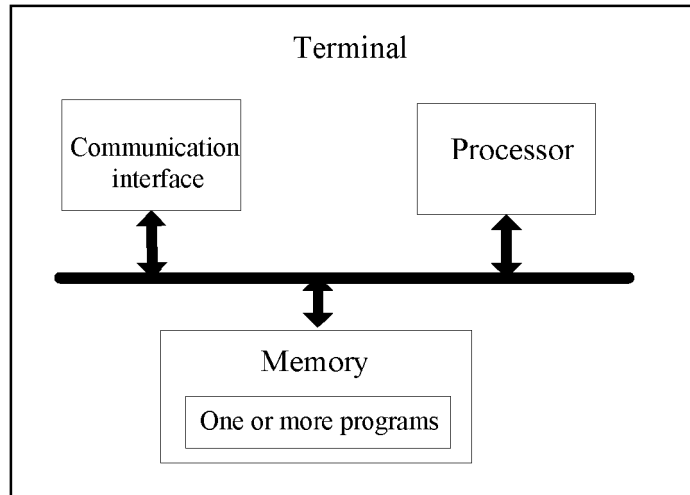 Terminal
Communication
interface
Processor
Memory
One or more programs